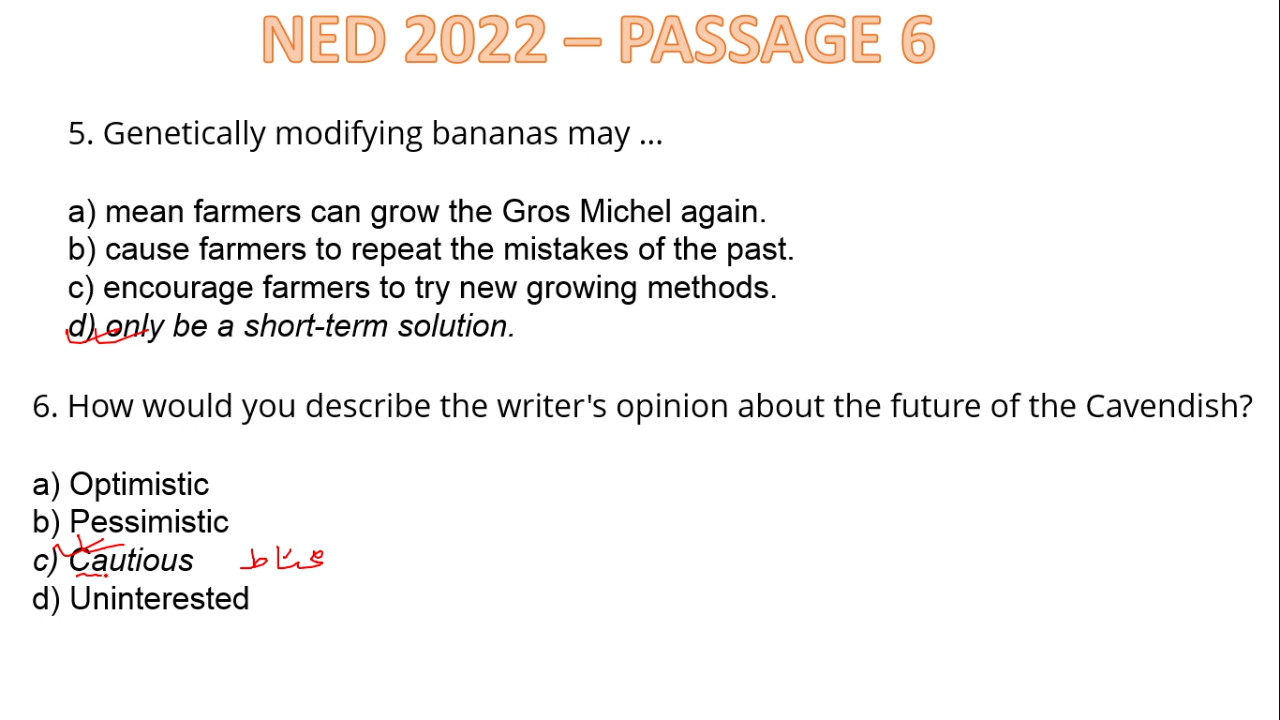 NED 2022 – PASSAGE 6
5. Genetically modifying bananas may ...
a) mean farmers can grow the Gros Michel again.
b) cause farmers to repeat the mistakes of the past.
c) encourage farmers to try new growing methods.
d) only be a short-term solution.
6. How would you describe the writer's opinion about the future of the Cavendish?
a) Optimistic
b) Pessimistic
c) Cautious محتاط
d) Uninterested